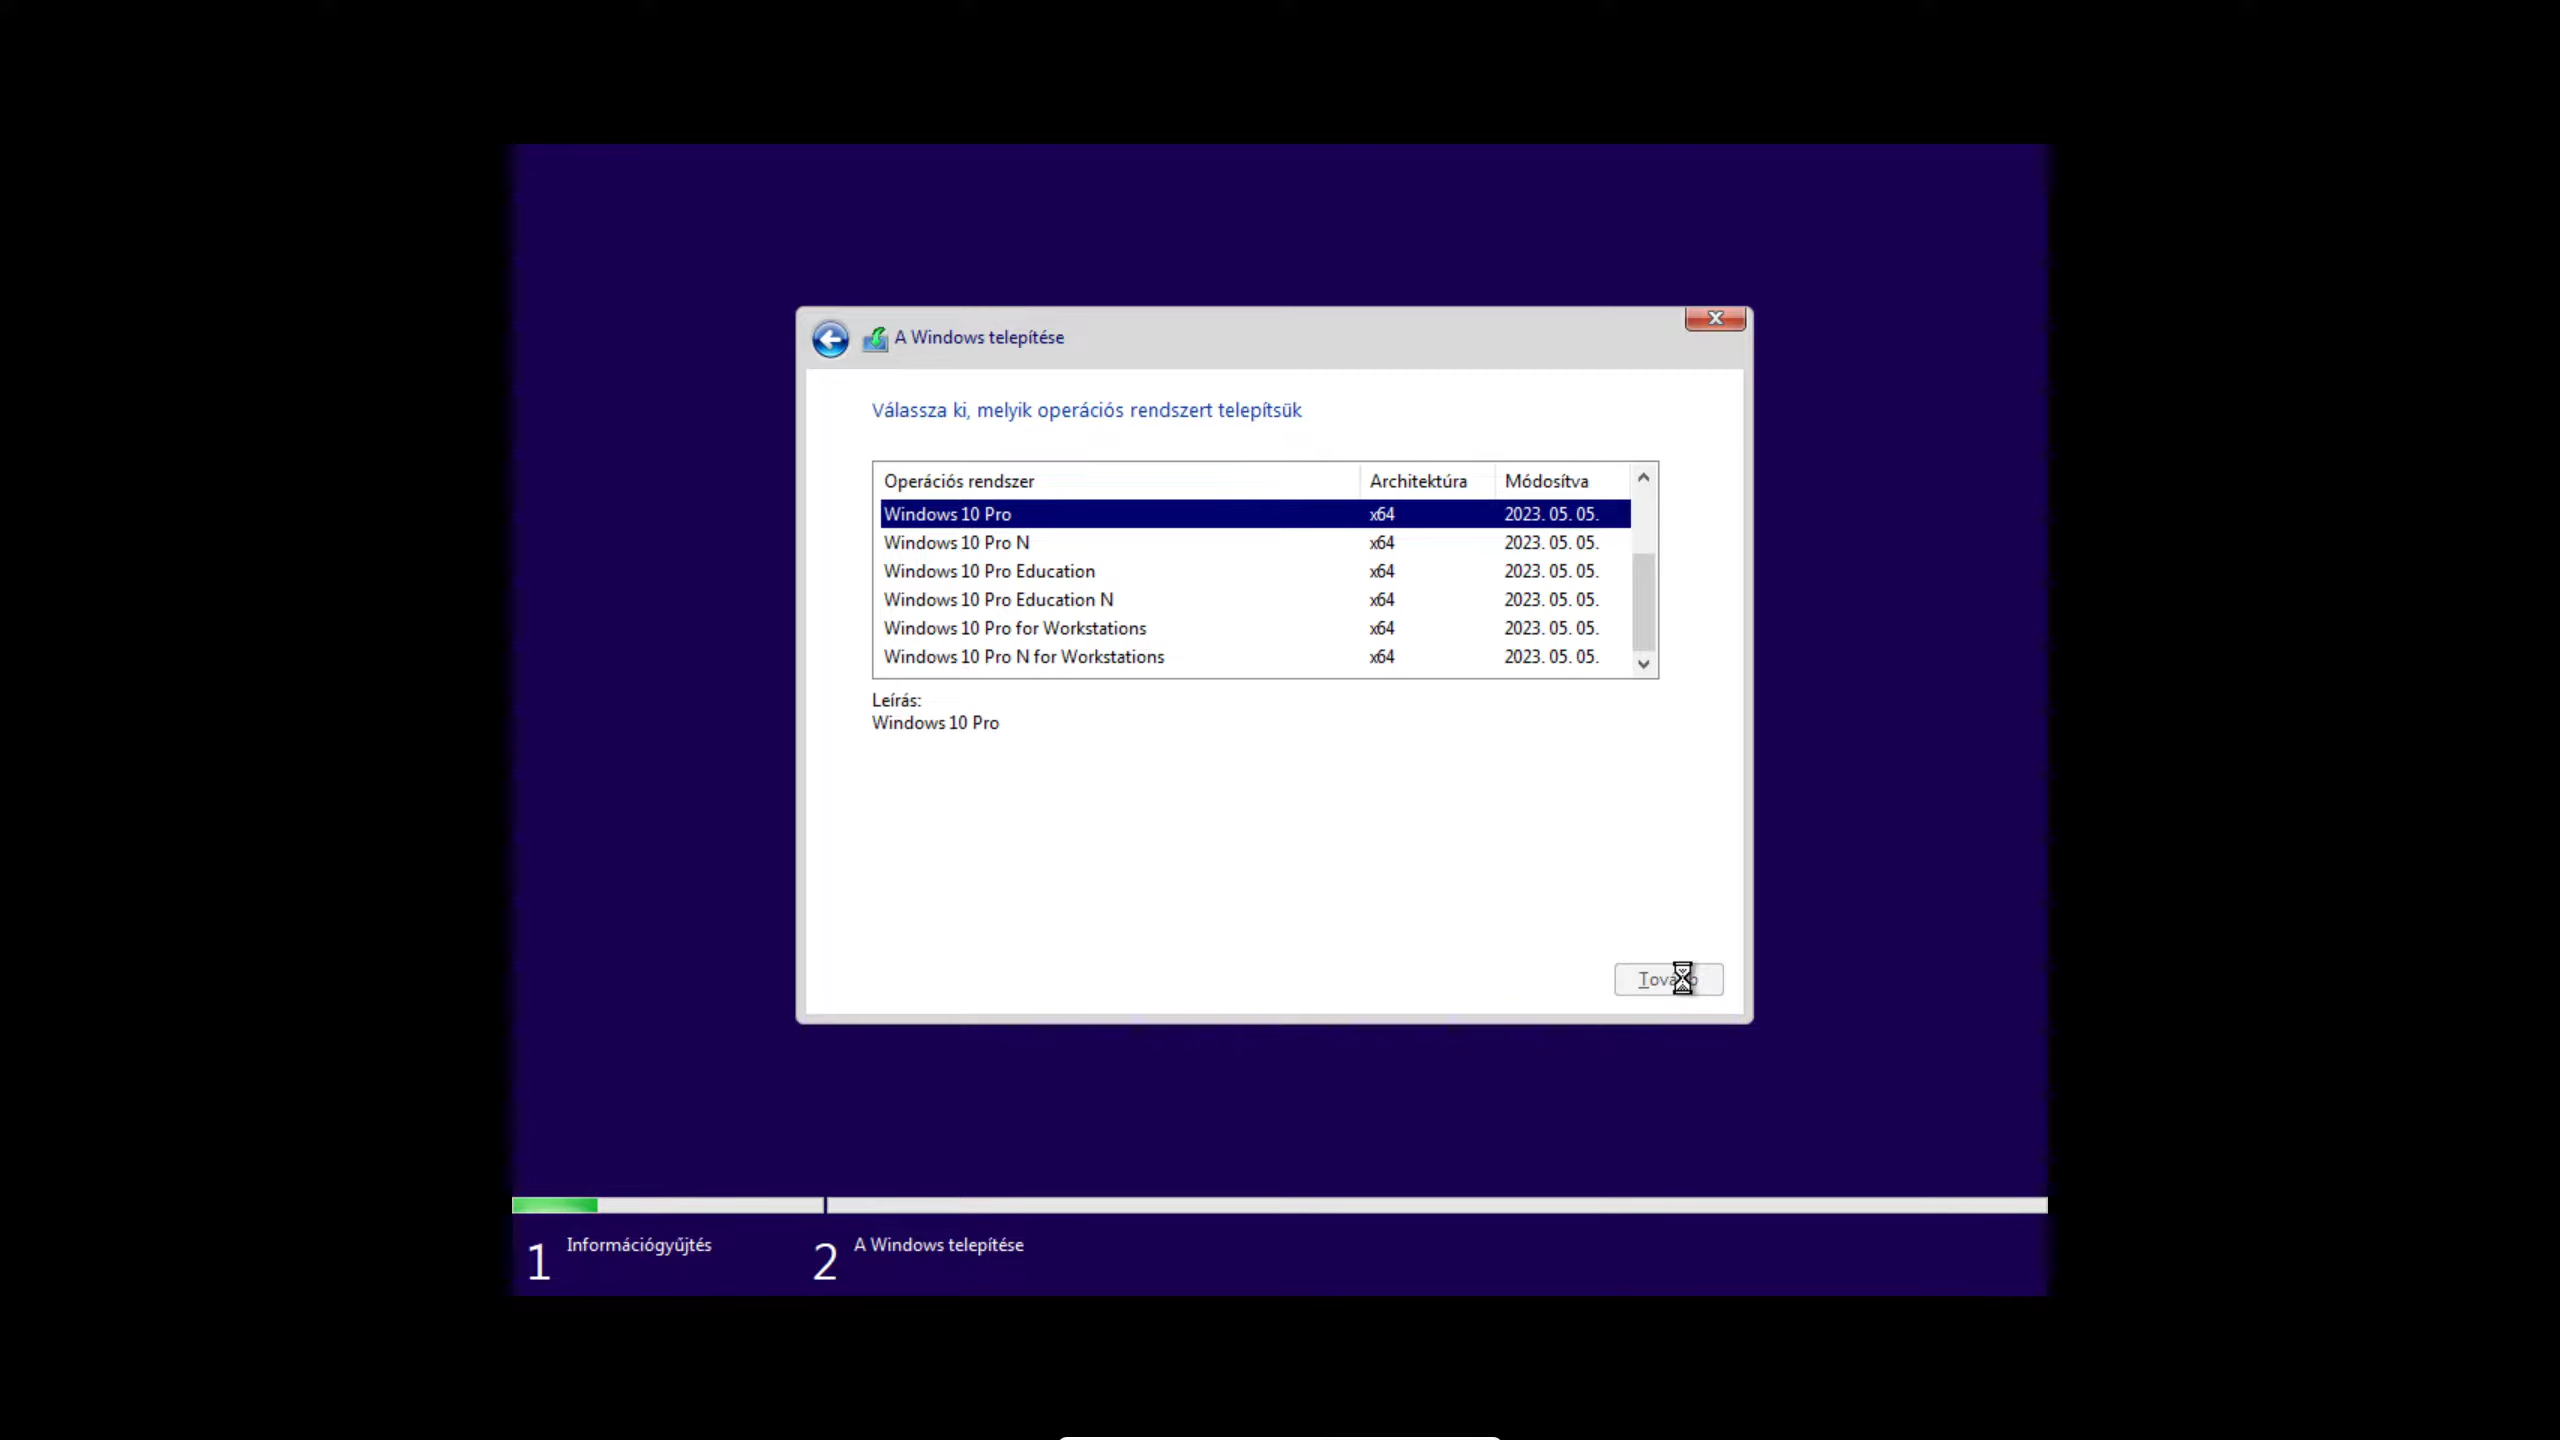 A Windows telepítése
Válassza ki, melyik operációs rendszert telepítsük
Operációs rendszer Architektúra Módosítva
Windows 10 Pro x64 2023. 05. 05.
Windows 10 Pro N x64 2023. 05. 05.
Windows 10 Pro Education x64 2023. 05. 05.
Windows 10 Pro Education N x64 2023. 05. 05.
Windows 10 Pro for Workstations x64 2023. 05. 05.
Windows 10 Pro N for Workstations x64 2023. 05. 05.
Leírás:
Windows 10 Pro
1 Információgyűjtés 2 A Windows telepítése